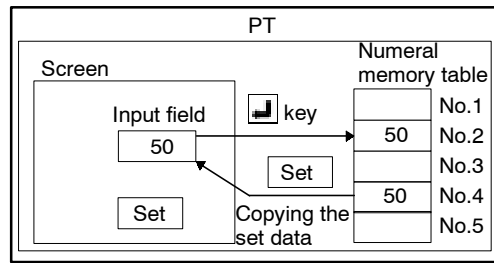 PT
Numeral
memory table
Screen
No.1
Input field
key
50
50
No.2
Set
No.3
50
No.4
Set
Copying the
set data
No.5